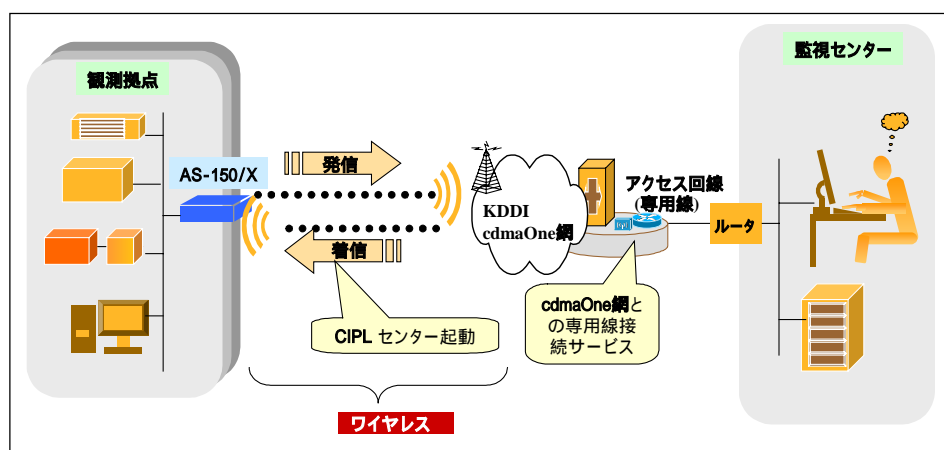 観測拠点
AS-150/X
発信
着信
CIPL センター起動
ワイヤレス
KDDI
cdmaOne網
アクセス回線
(専用線)
cdmaOne網と
の専用線接
続サービス
ルータ
監視センター